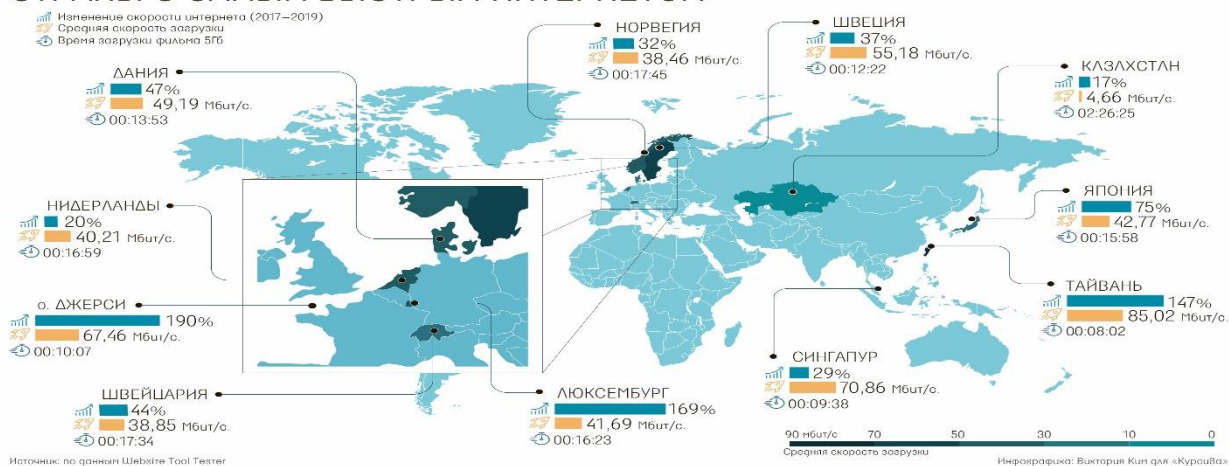 Изменение скорости интернета (2017–2019)
Средняя скорость загрузки
Время загрузки фильма 5Гб
НОРВЕГИЯ
32%
38,46 Мбит/с.
00:17:45
ШВЕЦИЯ
37%
55,18 Мбит/с.
00:12:22
ДАНИЯ
47%
49,19 Мбит/с.
00:13:53
КАЗАХСТАН
17%
4,66 Мбит/с.
02:26:25
НИДЕРЛАНДЫ
20%
40,21 Мбит/с.
00:16:59
ЯПОНИЯ
75%
42,77 Мбит/с.
00:15:58
о. ДЖЕРСИ
190%
67,46 Мбит/с.
00:10:07
ТАЙВАНЬ
147%
85,02 Мбит/с.
00:08:02
СИНГАПУР
29%
70,86 Мбит/с.
00:09:38
ШВЕЙЦАРИЯ
44%
38,85 Мбит/с.
00:17:34
ЛЮКСЕМБУРГ
169%
41,69 Мбит/с.
00:16:23
90 мбит/с 70 50 30 10 0
Средняя скорость загрузки
Источник: по данным Website Tool Tester
Инфографика: Виктория Ким для «Курсива»